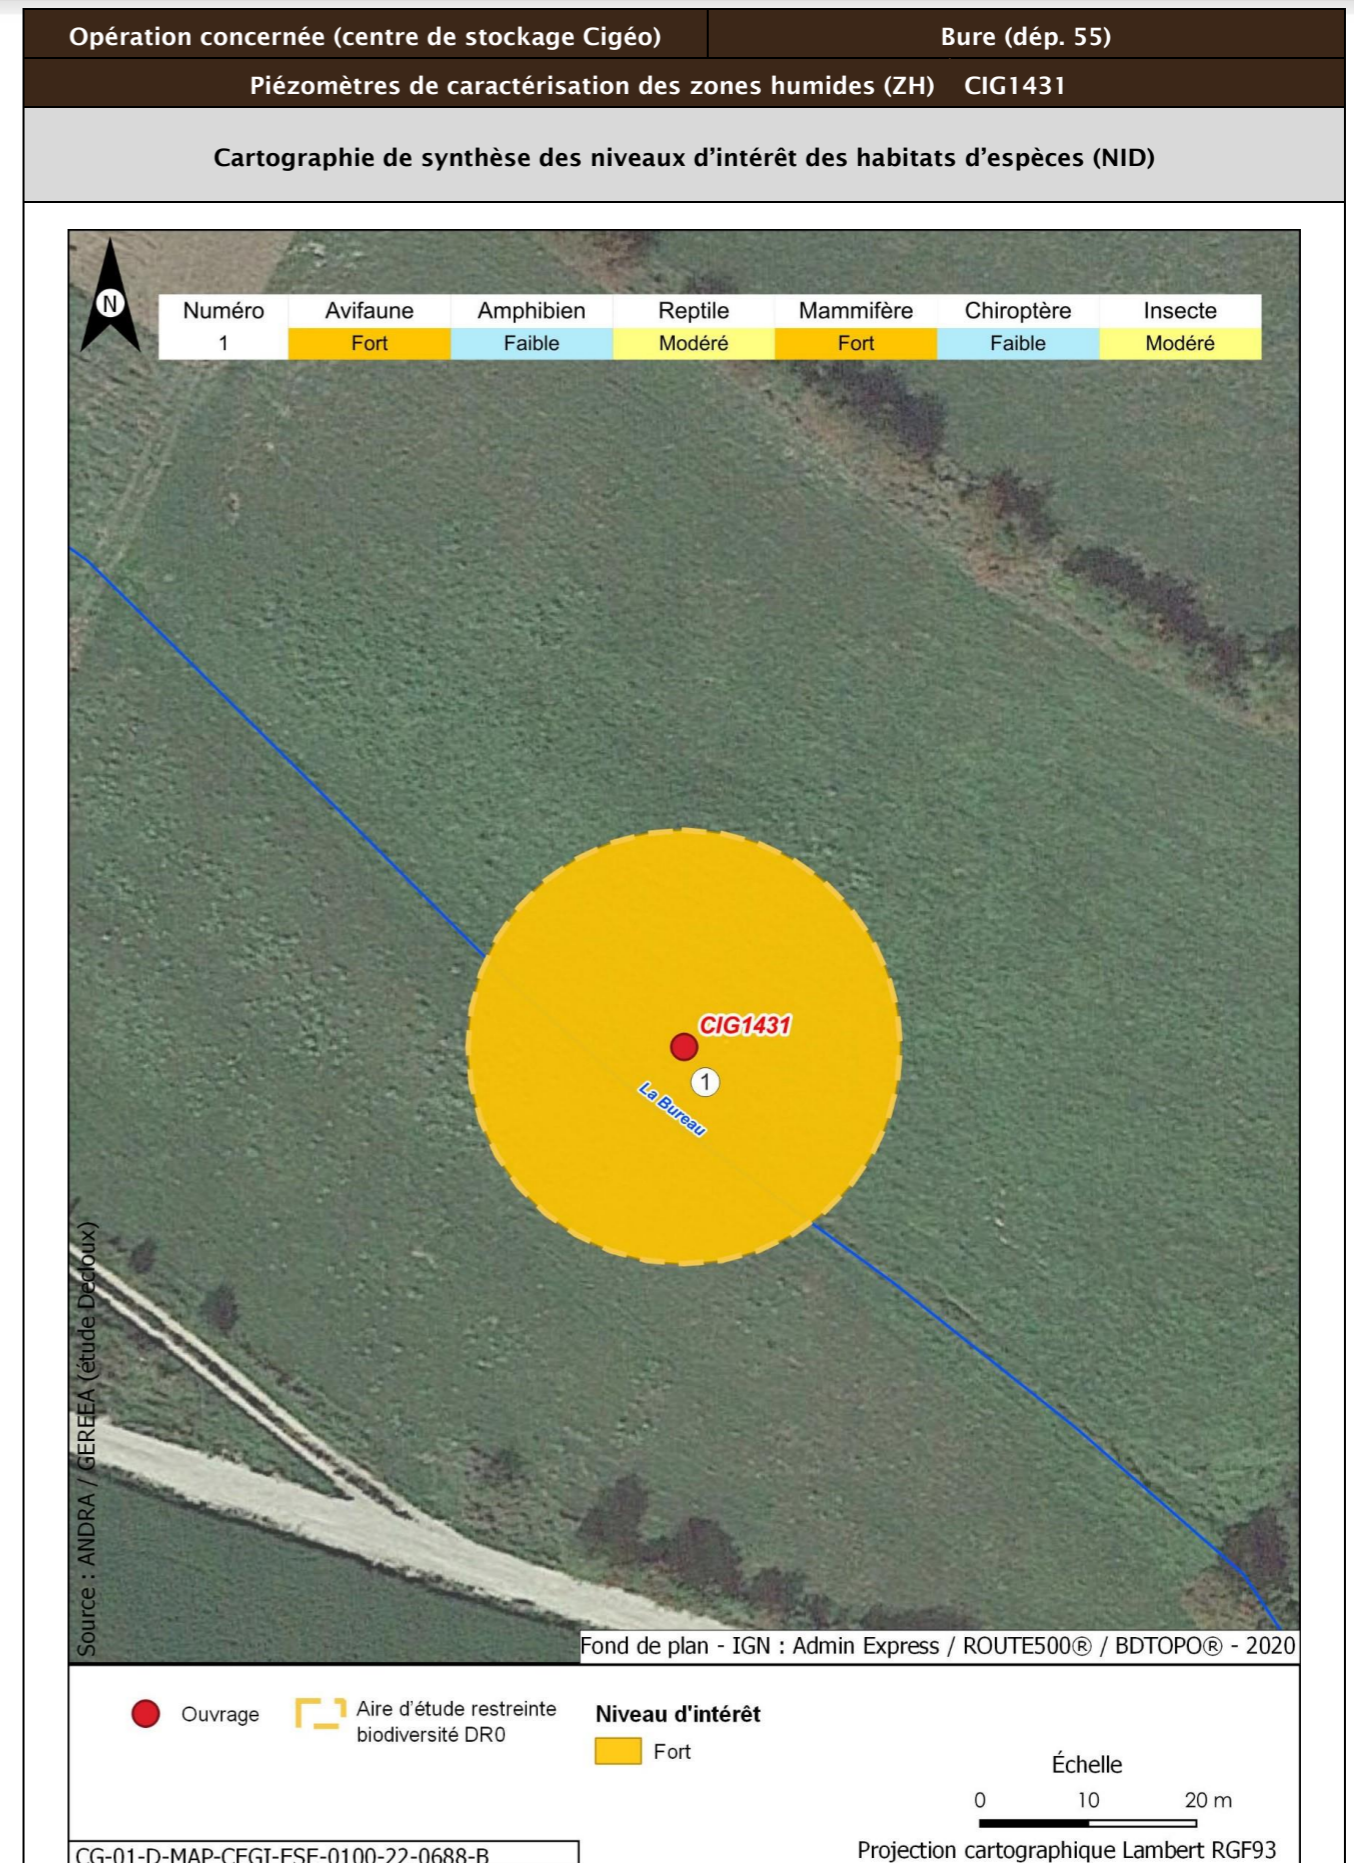 Opération concernée (centre de stockage Cigéo) Bure (dép. 55)
Piézomètres de caractérisation des zones humides (ZH) CIG1431
Cartographie de synthèse des niveaux d’intérêt des habitats d’espèces (NID)
N
Numéro Avifaune Amphibien Reptile Mammifère Chiroptère Insecte
1 Fort Faible Modéré Fort Faible Modéré
CIG1431
1
La Bureau
Source : ANDRA / GEREEA (étude Decloux)
Fond de plan - IGN : Admin Express / ROUTE500® / BDTOPO® - 2020
Ouvrage
Aire d’étude restreinte
biodiversité DR0
Niveau d'intérêt
Fort
Échelle
0 10 20 m
Projection cartographique Lambert RGF93
CG-01-D-MAP-CEGI-ESE-0100-22-0688-B